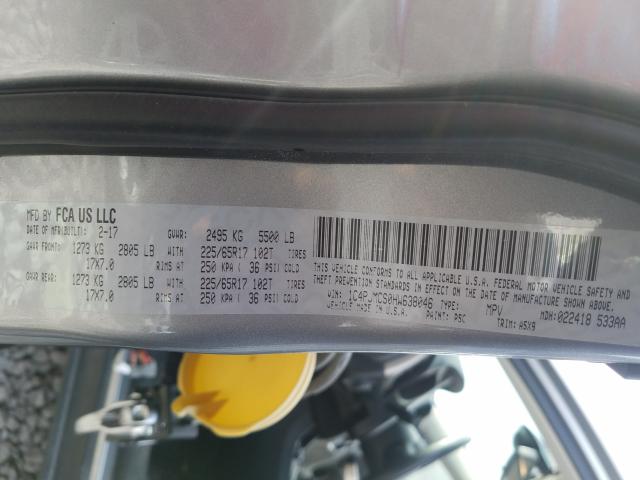 MFD BY FCA US LLC
DATE OF MFR(BUILT): 2-17 GVWR: 2495 KG 5500 LB
GAWR FRONT: 1273 KG 2805 LB WITH 225/65R17 102T TIRES
17X7.0 RIMS AT 250 KPA ( 36 PSI) COLD
GAWR REAR: 1273 KG 2805 LB WITH 225/65R17 102T TIRES
17X7.0 RIMS AT 250 KPA ( 36 PSI) COLD
THIS VEHICLE CONFORMS TO ALL APPLICABLE U.S.A. FEDERAL MOTOR VEHICLE SAFETY AND
THEFT PREVENTION STANDARDS IN EFFECT ON THE DATE OF MANUFACTURE SHOWN ABOVE.
VIN: TYPE: MPV MDH: 022418 533AA
VEHICLE MADE IN U.S.A. PAINT: PSC TRIM: A5X9